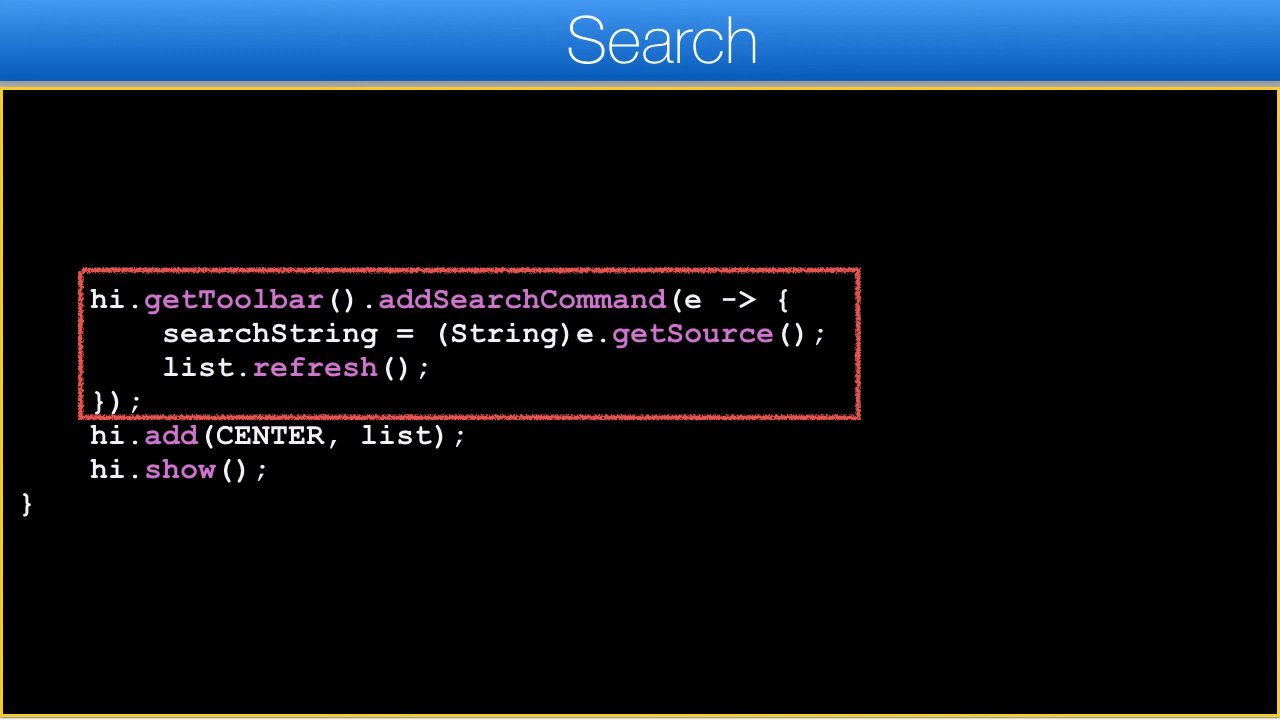 Search
hi.getToolbar().addSearchCommand(e -> {
searchString = (String)e.getSource();
list.refresh();
});
hi.add(CENTER, list);
hi.show();
}